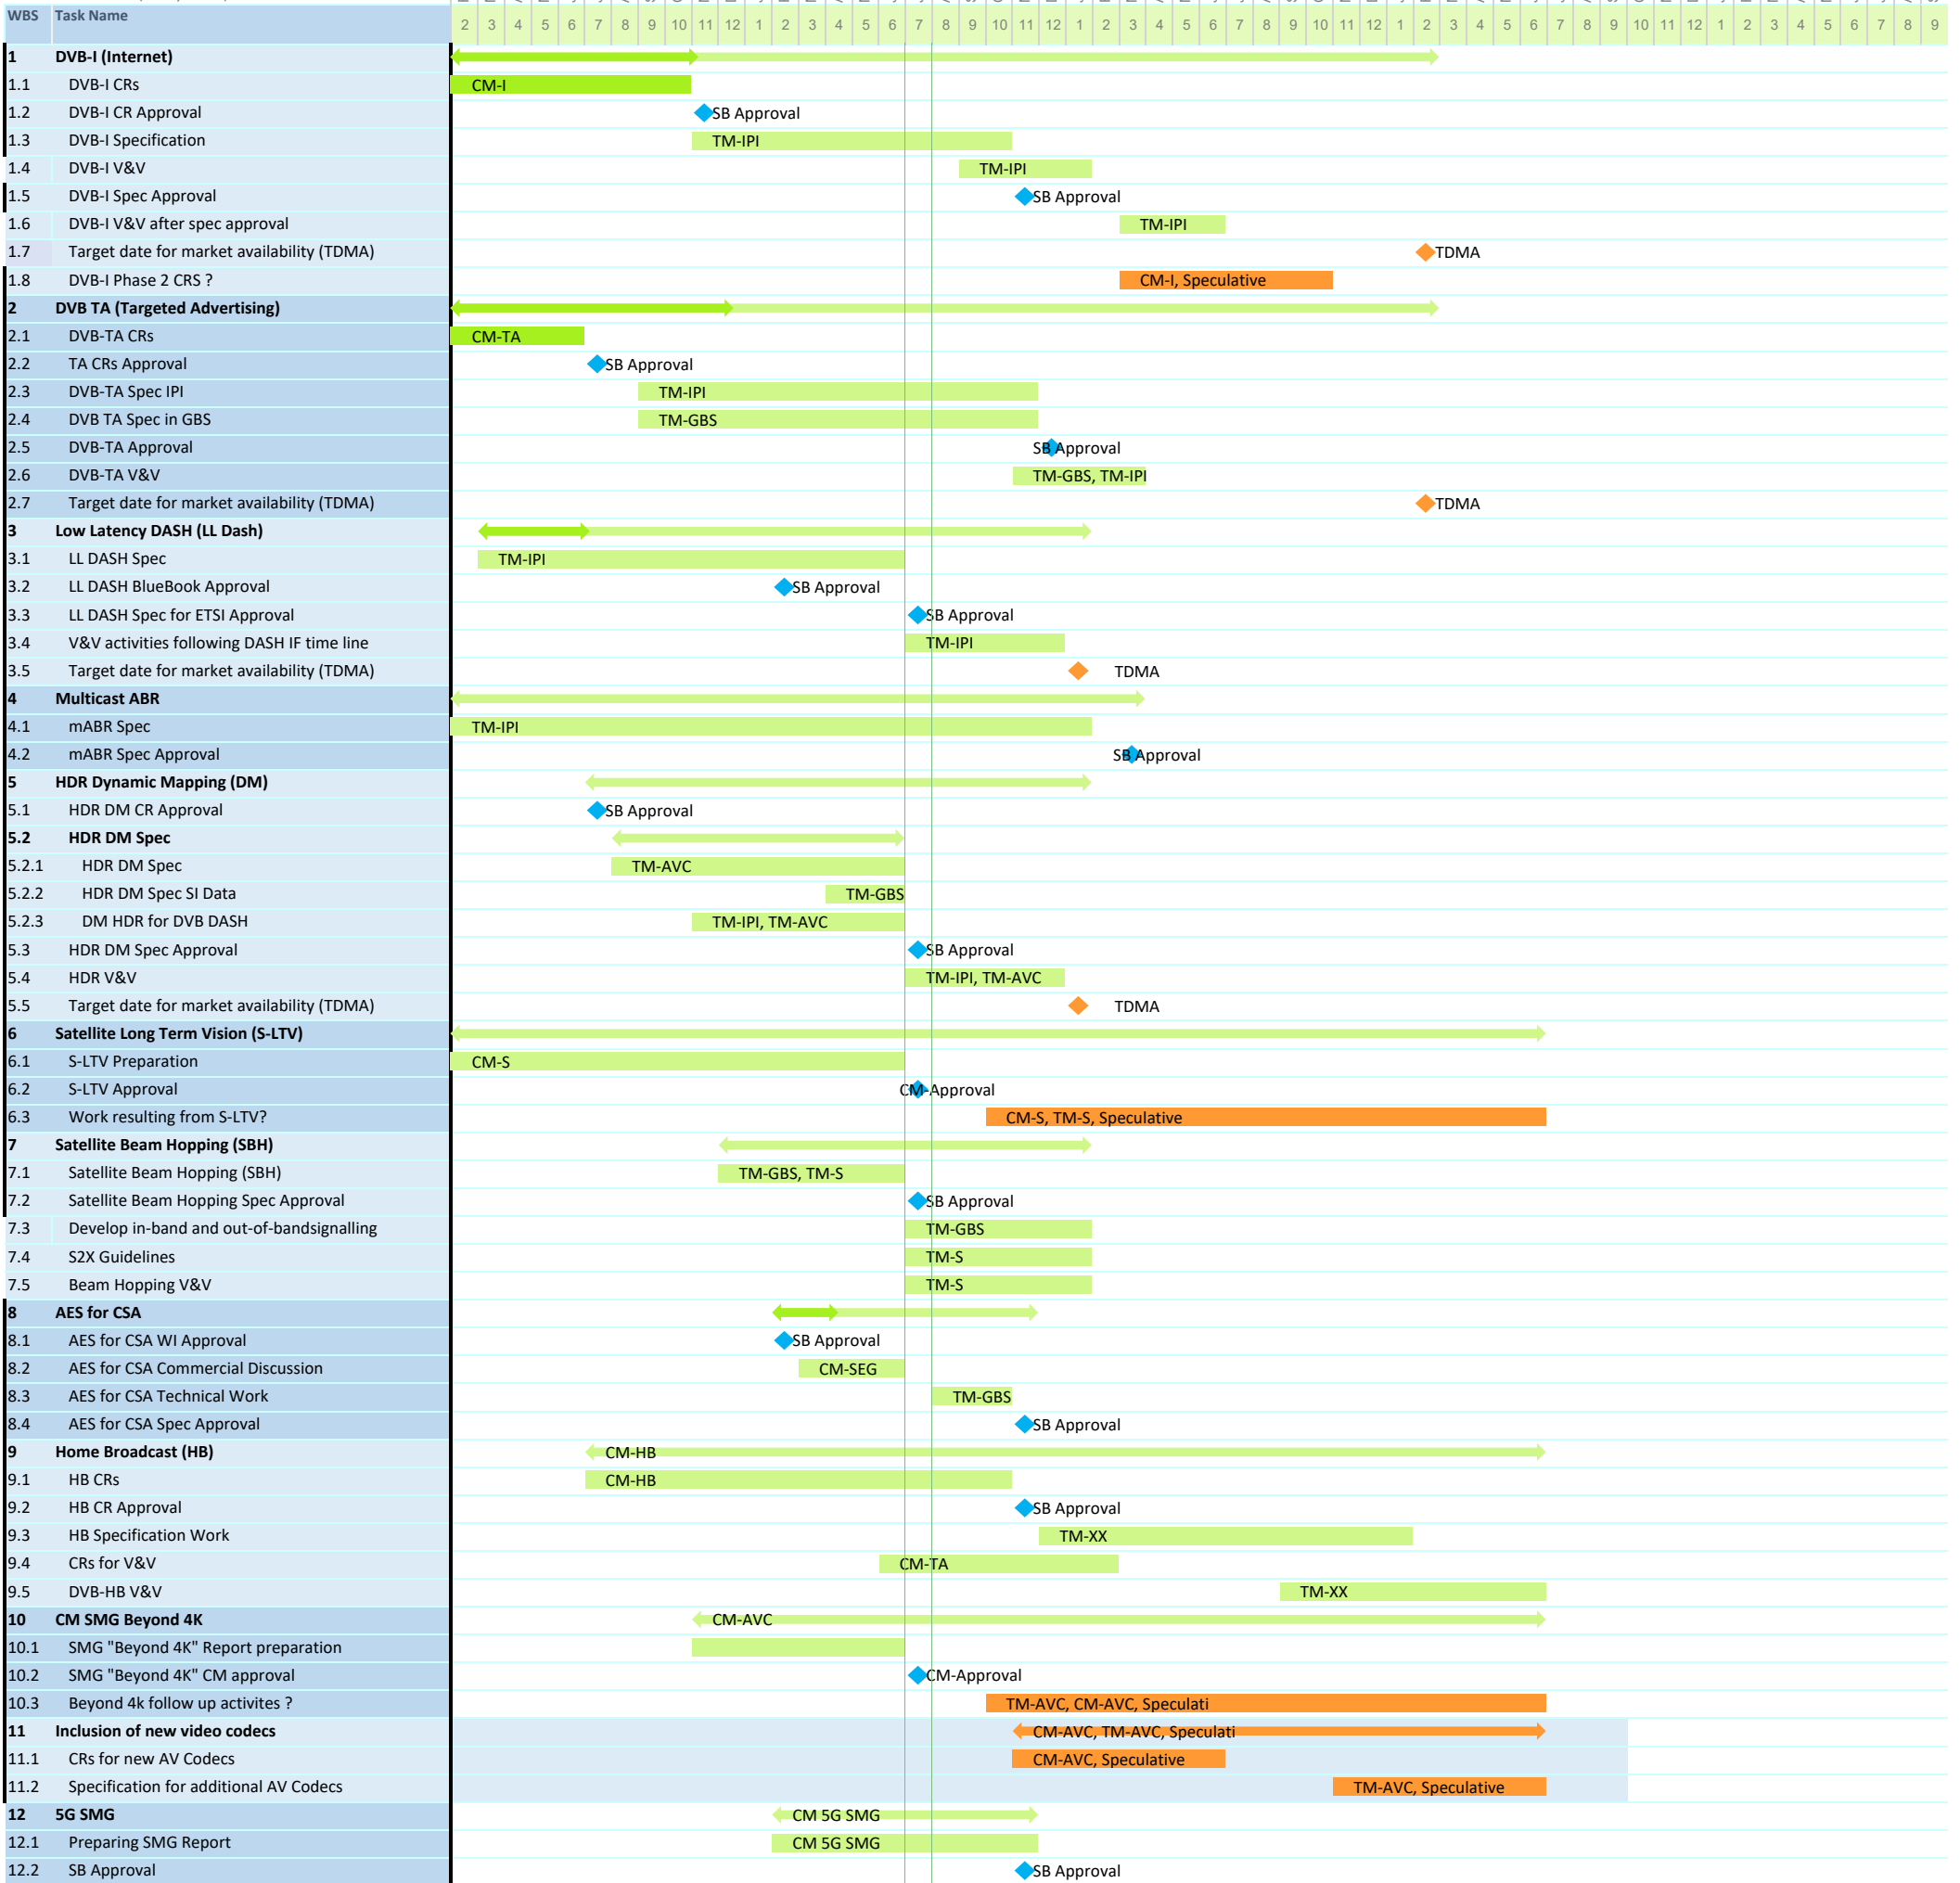 WBS Task Name 2 3 4 5 6 7 8 9 10 11 12 1 2 3 4 5 6 7 8 9 10 11 12 1 2 3 4 5 6 7 8 9 10 11 12 1 2 3 4 5 6 7 8 9 10 11 12 1 2 3 4 5 6 7 8 9
1 DVB-I (Internet)
1.1 DVB-I CRs CM-I
1.2 DVB-I CR Approval SB Approval
1.3 DVB-I Specification TM-IPI
1.4 DVB-I V&V TM-IPI
1.5 DVB-I Spec Approval SB Approval
1.6 DVB-I V&V after spec approval TM-IPI
1.7 Target date for market availability (TDMA) TDMA
1.8 DVB-I Phase 2 CRS ? CM-I, Speculative
2 DVB TA (Targeted Advertising)
2.1 DVB-TA CRs CM-TA
2.2 TA CRs Approval SB Approval
2.3 DVB-TA Spec IPI TM-IPI
2.4 DVB TA Spec in GBS TM-GBS
2.5 DVB-TA Approval SB Approval
2.6 DVB-TA V&V TM-GBS, TM-IPI
2.7 Target date for market availability (TDMA) TDMA
3 Low Latency DASH (LL Dash)
3.1 LL DASH Spec TM-IPI
3.2 LL DASH BlueBook Approval SB Approval
3.3 LL DASH Spec for ETSI Approval SB Approval
3.4 V&V activities following DASH IF time line TM-IPI
3.5 Target date for market availability (TDMA) TDMA
4 Multicast ABR
4.1 mABR Spec TM-IPI
4.2 mABR Spec Approval SB Approval
5 HDR Dynamic Mapping (DM)
5.1 HDR DM CR Approval SB Approval
5.2 HDR DM Spec
5.2.1 HDR DM Spec TM-AVC
5.2.2 HDR DM Spec SI Data TM-GBS
5.2.3 DM HDR for DVB DASH TM-IPI, TM-AVC
5.3 HDR DM Spec Approval SB Approval
5.4 HDR V&V TM-IPI, TM-AVC
5.5 Target date for market availability (TDMA) TDMA
6 Satellite Long Term Vision (S-LTV)
6.1 S-LTV Preparation CM-S
6.2 S-LTV Approval CM-Approval
6.3 Work resulting from S-LTV? CM-S, TM-S, Speculative
7 Satellite Beam Hopping (SBH)
7.1 Satellite Beam Hopping (SBH) TM-GBS, TM-S
7.2 Satellite Beam Hopping Spec Approval SB Approval
7.3 Develop in-band and out-of-bandsignalling TM-GBS
7.4 S2X Guidelines TM-S
7.5 Beam Hopping V&V TM-S
8 AES for CSA
8.1 AES for CSA WI Approval SB Approval
8.2 AES for CSA Commercial Discussion CM-SEG
8.3 AES for CSA Technical Work TM-GBS
8.4 AES for CSA Spec Approval SB Approval
9 Home Broadcast (HB) CM-HB
9.1 HB CRs CM-HB
9.2 HB CR Approval SB Approval
9.3 HB Specification Work TM-XX
9.4 CRs for V&V CM-TA
9.5 DVB-HB V&V TM-XX
10 CM SMG Beyond 4K CM-AVC
10.1 SMG "Beyond 4K" Report preparation
10.2 SMG "Beyond 4K" CM approval CM-Approval
10.3 Beyond 4k follow up activites ? TM-AVC, CM-AVC, Speculati
11 Inclusion of new video codecs CM-AVC, TM-AVC, Speculati
11.1 CRs for new AV Codecs CM-AVC, Speculative
11.2 Specification for additional AV Codecs TM-AVC, Speculative
12 5G SMG CM 5G SMG
12.1 Preparing SMG Report CM 5G SMG
12.2 SB Approval SB Approval